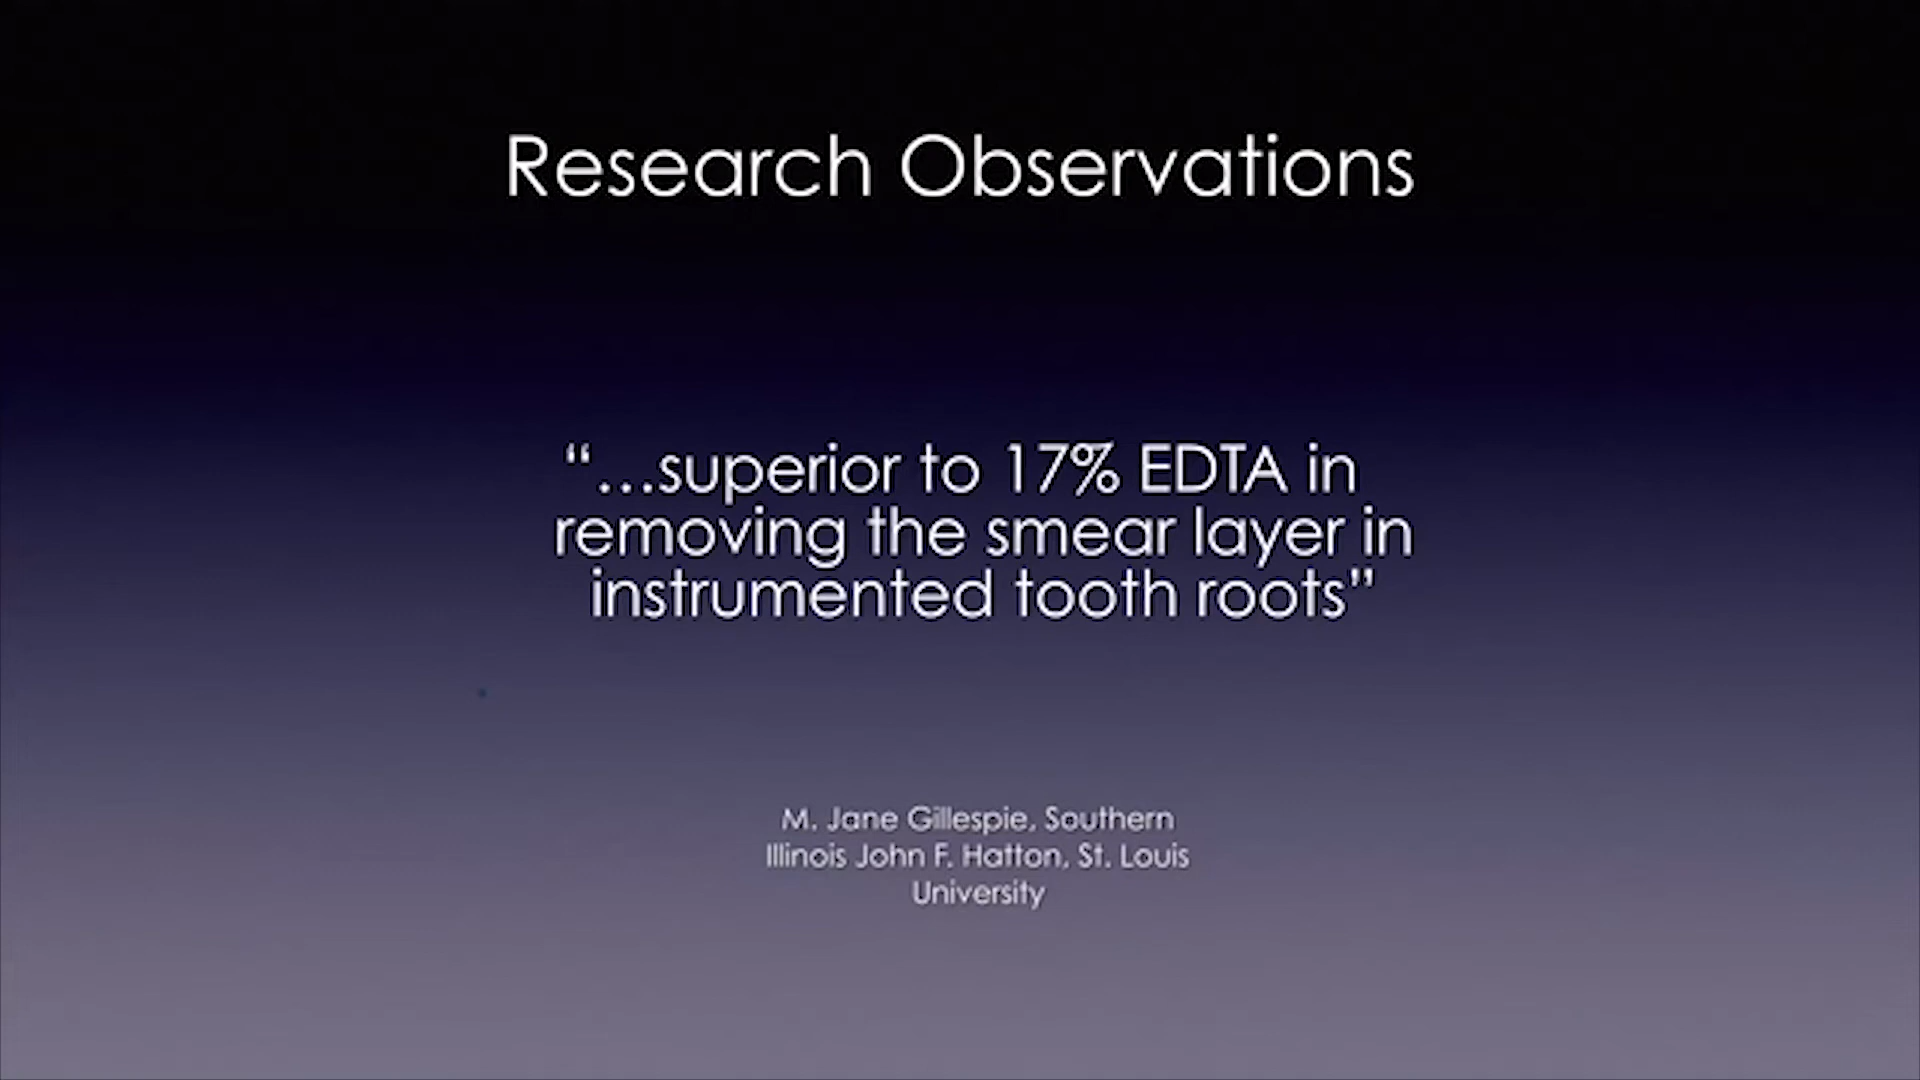 Research Observations
“...superior to 17% EDTA in
removing the smear layer in
instrumented tooth roots”
M. Jane Gillespie, Southern
Illinois John F. Hatton, St. Louis
University